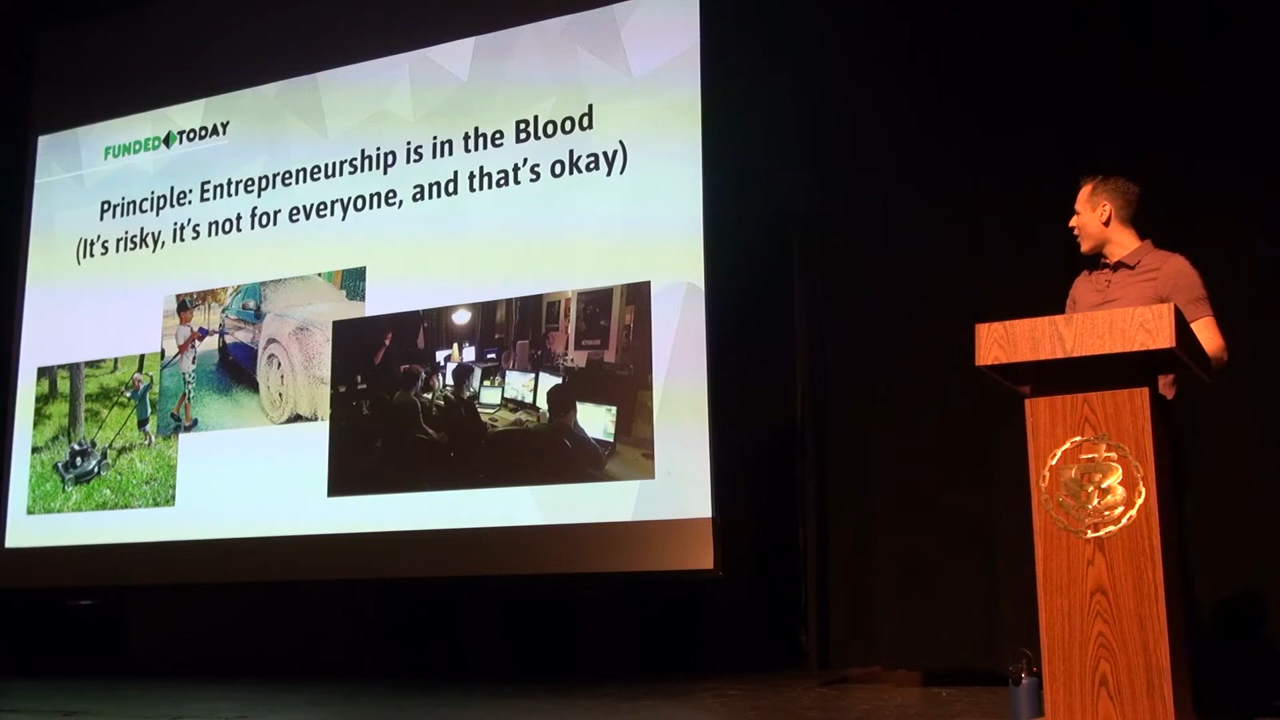 FUNDED TODAY
Principle: Entrepreneurship is in the Blood
(It's risky, it's not for everyone, and that's okay)